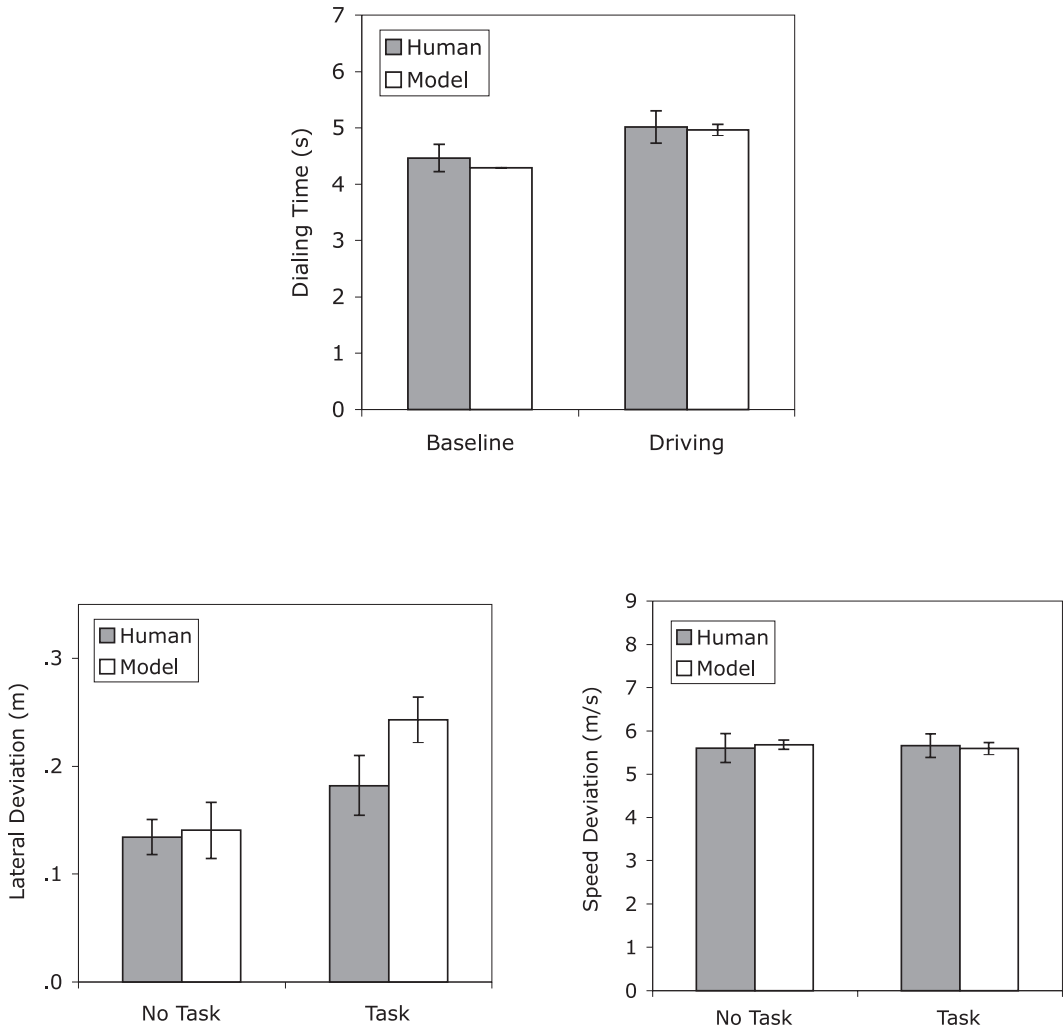 7
6
5
4
3
2
1
0
Dialing Time (s)
Human
Model
Baseline Driving
.3
.2
.1
.0
Lateral Deviation (m)
Human
Model
No Task Task
9
8
7
6
5
4
3
2
1
0
Speed Deviation (m/s)
Human
Model
No Task Task